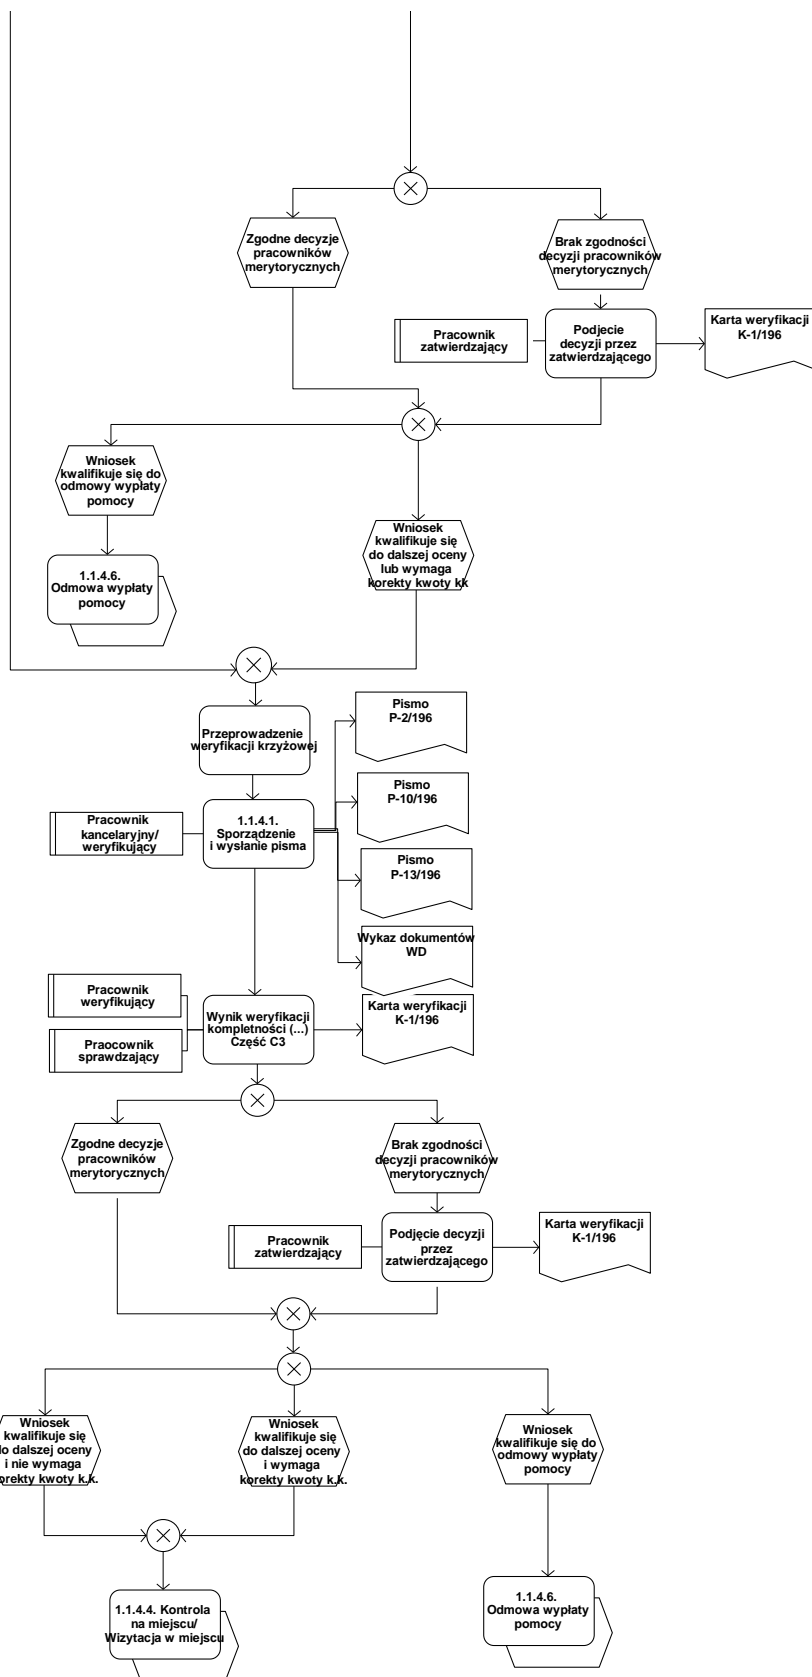 Zgodne decyzje
pracowników
merytorycznych
Brak zgodności
decyzji pracowników
merytorycznych
Pracownik
zatwierdzający
Podjecie
decyzji przez
zatwierdzającego
Karta weryfikacji
K-1/196
Wniosek
kwalifikuje się do
odmowy wypłaty
pomocy
Wniosek
kwalifikuje się
do dalszej oceny
lub wymaga
korekty kwoty kk
1.1.4.6.
Odmowa wypłaty
pomocy
Przeprowadzenie
weryfikacji krzyżowej
Pismo
P-2/196
Pracownik
kancelaryjny/
weryfikujący
1.1.4.1.
Sporządzenie
i wysłanie pisma
Pismo
P-10/196
Pismo
P-13/196
Wykaz dokumentów
WD
Pracownik
weryfikujący
Praocownik
sprawdzający
Wynik weryfikacji
kompletności (...)
Część C3
Karta weryfikacji
K-1/196
Zgodne decyzje
pracowników
merytorycznych
Brak zgodności
decyzji pracowników
merytorycznych
Pracownik
zatwierdzający
Podjęcie decyzji
przez
zatwierdzającego
Karta weryfikacji
K-1/196
Wniosek
kwalifikuje się
do dalszej oceny
i nie wymaga
korekty kwoty k.k.
Wniosek
kwalifikuje się
do dalszej oceny
i wymaga
korekty kwoty k.k.
Wniosek
kwalifikuje się do
odmowy wypłaty
pomocy
1.1.4.4. Kontrola
na miejscu/
Wizytacja w miejscu
1.1.4.6.
Odmowa wypłaty
pomocy